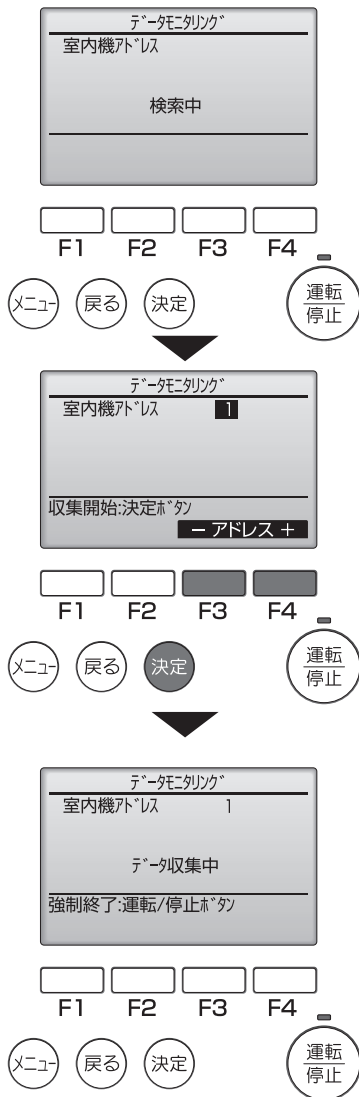 データモニタリング
室内機アドレス
検索中
F1 F2 F3 F4
メニュー 戻る 決定 運転
停止
データモニタリング
室内機アドレス 1
収集開始:決定ボタン
− アドレス +
F1 F2 F3 F4
メニュー 戻る 決定 運転
停止
データモニタリング
室内機アドレス 1
データ収集中
強制終了:運転/停止ボタン
F1 F2 F3 F4
メニュー 戻る 決定 運転
停止